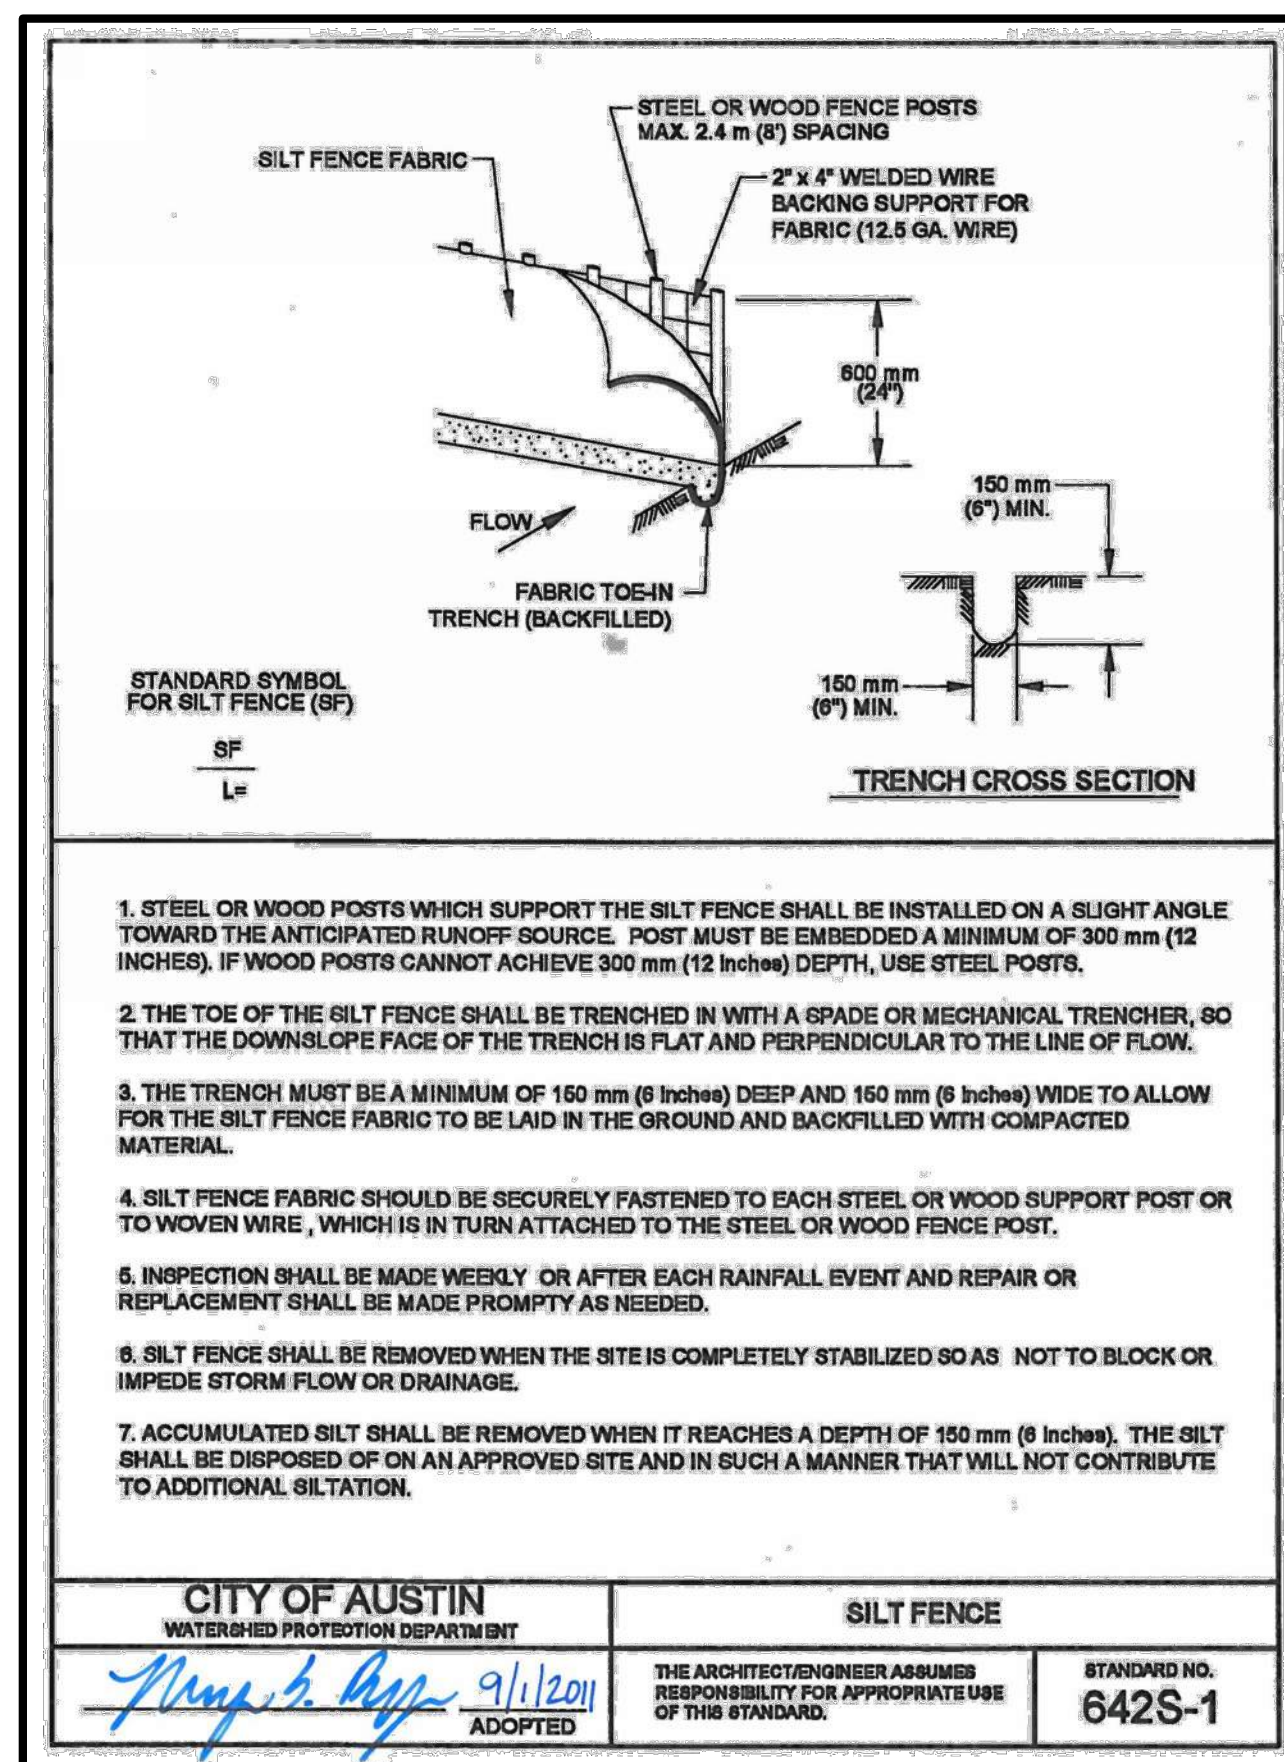 STEEL OR WOOD FENCE POSTS
MAX. 2.4 m (8') SPACING
SILT FENCE FABRIC
2" x 4" WELDED WIRE
BACKING SUPPORT FOR
FABRIC (12.5 GA. WIRE)
600 mm
(24")
150 mm
(6") MIN.
FLOW
FABRIC TOE-IN
TRENCH (BACKFILLED)
STANDARD SYMBOL
FOR SILT FENCE (SF)
150 mm
(6") MIN.
SF
L=
TRENCH CROSS SECTION
1. STEEL OR WOOD POSTS WHICH SUPPORT THE SILT FENCE SHALL BE INSTALLED ON A SLIGHT ANGLE
TOWARD THE ANTICIPATED RUNOFF SOURCE. POST MUST BE EMBEDDED A MINIMUM OF 300 mm (12
INCHES). IF WOOD POSTS CANNOT ACHIEVE 300 mm (12 inches) DEPTH, USE STEEL POSTS.
2. THE TOE OF THE SILT FENCE SHALL BE TRENCHED IN WITH A SPADE OR MECHANICAL TRENCHER, SO
THAT THE DOWNSLOPE FACE OF THE TRENCH IS FLAT AND PERPENDICULAR TO THE LINE OF FLOW.
3. THE TRENCH MUST BE A MINIMUM OF 150 mm (6 inches) DEEP AND 150 mm (6 inches) WIDE TO ALLOW
FOR THE SILT FENCE FABRIC TO BE LAID IN THE GROUND AND BACKFILLED WITH COMPACTED
MATERIAL.
4. SILT FENCE FABRIC SHOULD BE SECURELY FASTENED TO EACH STEEL OR WOOD SUPPORT POST OR
TO WOVEN WIRE , WHICH IS IN TURN ATTACHED TO THE STEEL OR WOOD FENCE POST.
5. INSPECTION SHALL BE MADE WEEKLY OR AFTER EACH RAINFALL EVENT AND REPAIR OR
REPLACEMENT SHALL BE MADE PROMPTY AS NEEDED.
6. SILT FENCE SHALL BE REMOVED WHEN THE SITE IS COMPLETELY STABILIZED SO AS NOT TO BLOCK OR
IMPEDE STORM FLOW OR DRAINAGE.
7. ACCUMULATED SILT SHALL BE REMOVED WHEN IT REACHES A DEPTH OF 150 mm (6 inches). THE SILT
SHALL BE DISPOSED OF ON AN APPROVED SITE AND IN SUCH A MANNER THAT WILL NOT CONTRIBUTE
TO ADDITIONAL SILTATION.
CITY OF AUSTIN
WATERSHED PROTECTION DEPARTMENT
SILT FENCE
9/1/2011
ADOPTED
THE ARCHITECT/ENGINEER ASSUMES
RESPONSIBILITY FOR APPROPRIATE USE
OF THIS STANDARD.
STANDARD NO.
642S-1